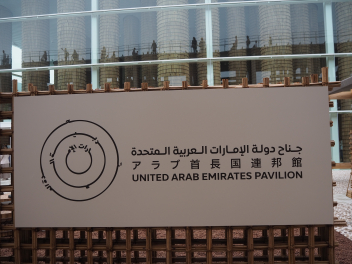 جناح دولة الإمارات العربية المتحدة
アラブ首長国連邦館
UNITED ARAB EMIRATES PAVILION